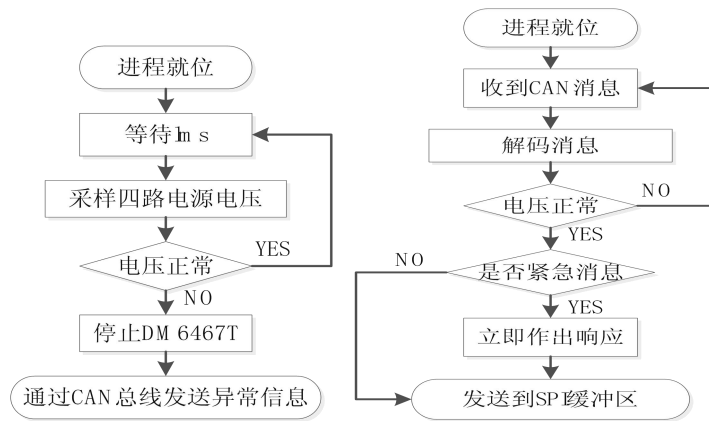 进程就位
等待1ms
采样四路电源电压
电压正常
YES
NO
停止DM6467T
通过CAN总线发送异常信息
进程就位
收到CAN消息
解码消息
电压正常
NO
YES
是否紧急消息
NO
YES
立即作出响应
发送到SPI缓冲区